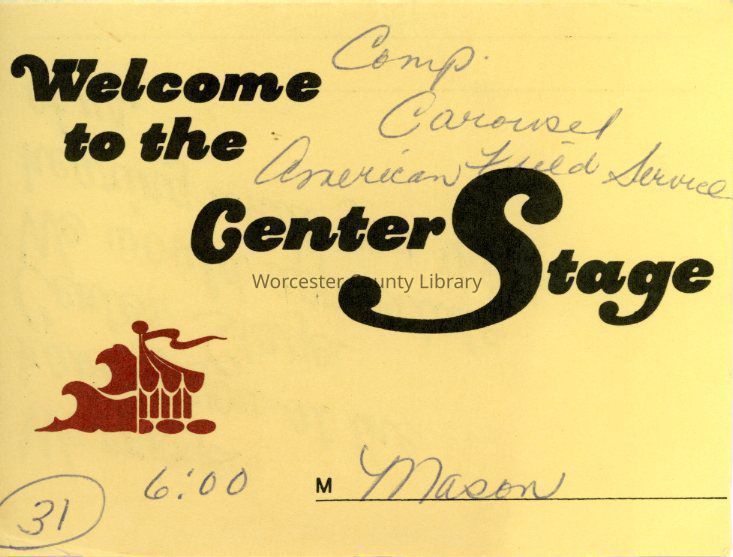 Welcome Comp.
Carousel
to the
American Field Service
Center Stage
Worcester County Library
6:00
M Mason
31